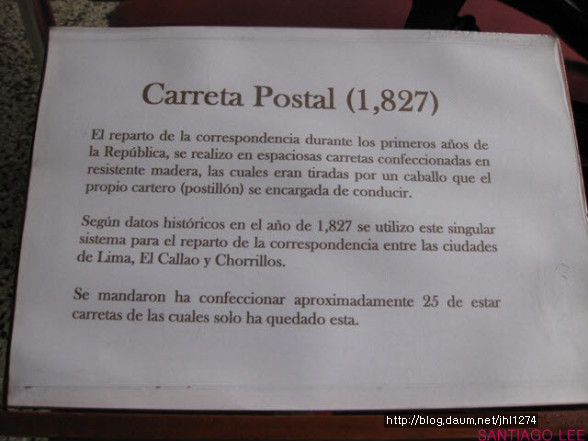 Carreta Postal (1,827)
El reparto de la correspondencia durante los primeros años de
la República, se realizo en espaciosas carretas confeccionadas en
resistente madera, las cuales eran tiradas por un caballo que el
propio cartero (postillón) se encargada de conducir.
Según datos históricos en el año de 1,827 se utilizo este singular
sistema para el reparto de la correspondencia entre las ciudades
de Lima, El Callao y Chorrillos.
Se mandaron ha confeccionar aproximadamente 25 de estar
carretas de las cuales solo ha quedado esta.
http://blog.daum.net/jhl1274
SANTIAGO LEE